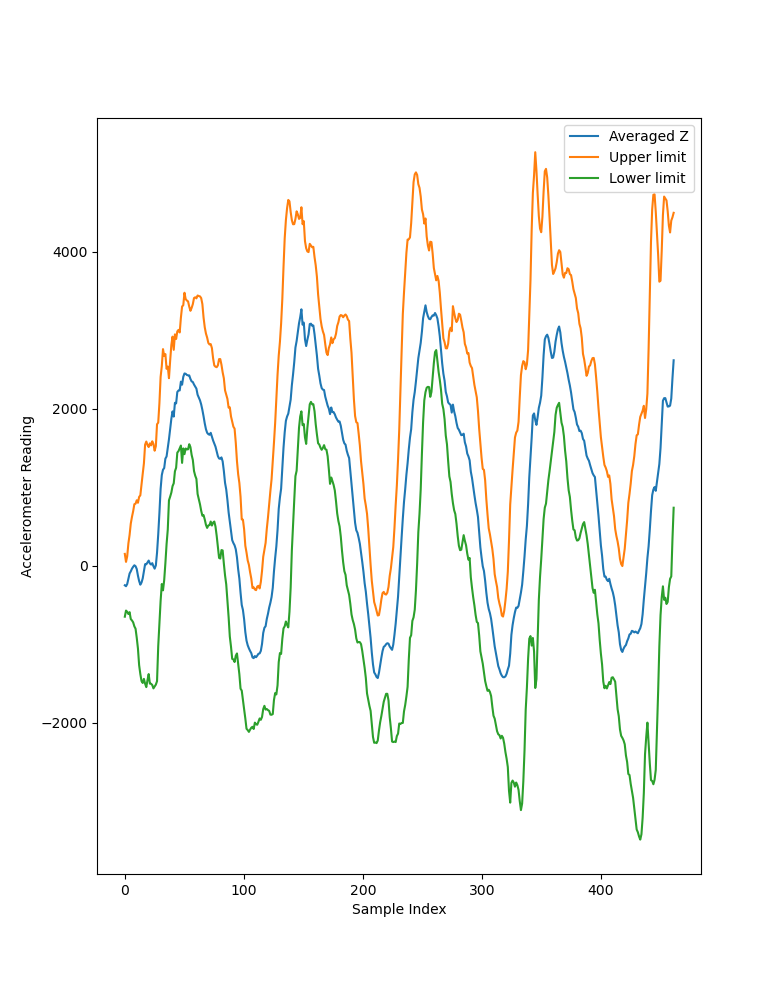 Averaged Z
Upper limit
Lower limit
4000
2000
0
−2000
Accelerometer Reading
0 100 200 300 400
Sample Index